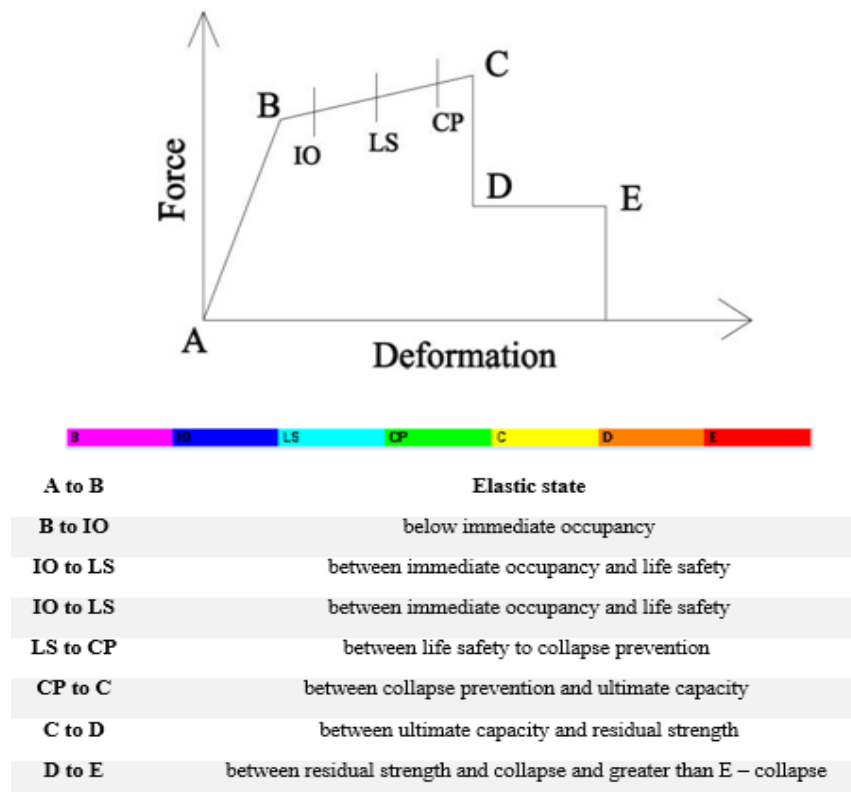 C
B
CP
LS
IO
D
E
Force
A
Deformation
B IO LS CP C D E
A to B Elastic state
B to IO below immediate occupancy
IO to LS between immediate occupancy and life safety
IO to LS between immediate occupancy and life safety
LS to CP between life safety to collapse prevention
CP to C between collapse prevention and ultimate capacity
C to D between ultimate capacity and residual strength
D to E between residual strength and collapse and greater than E – collapse